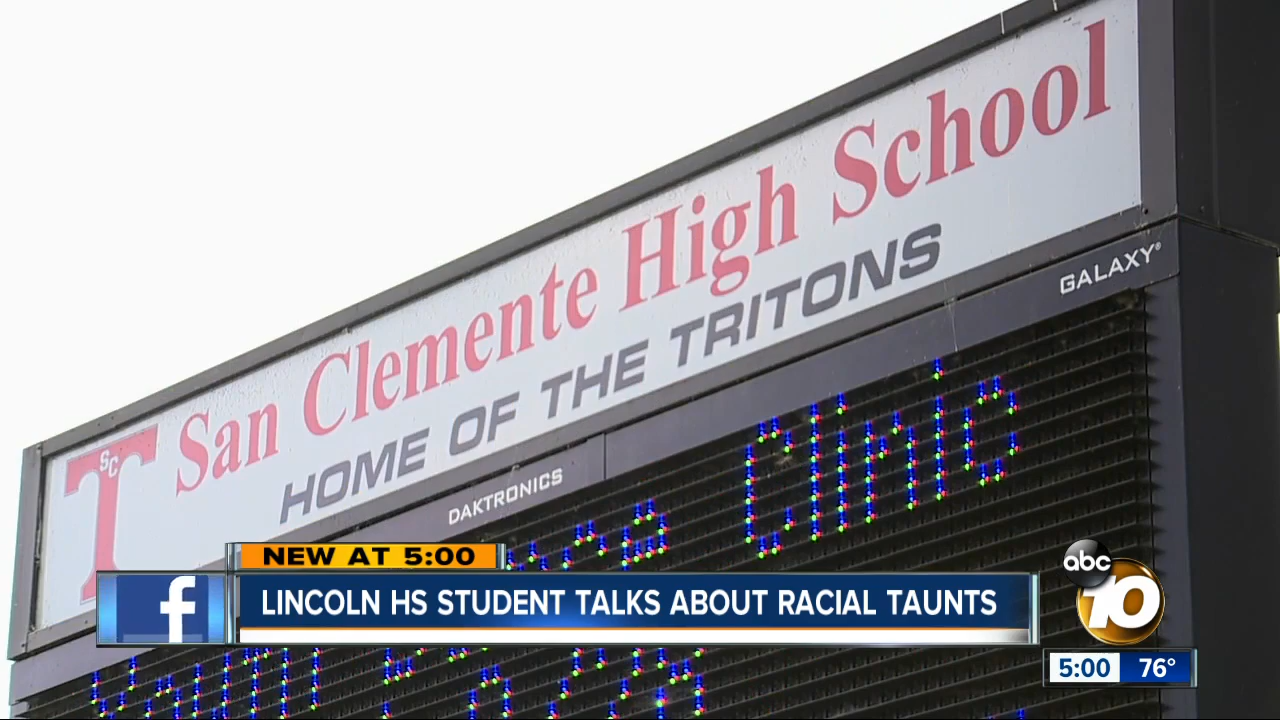 San Clemente High School
HOME OF THE TRITONS
SC
GALAXY®
DAKTRONICS
Clinic
NEW AT 5:00
f
LINCOLN HS STUDENT TALKS ABOUT RACIAL TAUNTS
abc
10
5:00 76°